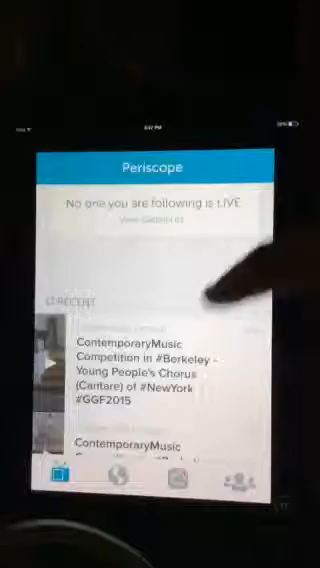 Periscope
No one you are following is LIVE
RECENT
ContemporaryMusic
Competition in #Berkeley -
Young People's Chorus
(Cantare) of #NewYork
#GGF2015
ContemporaryMusic